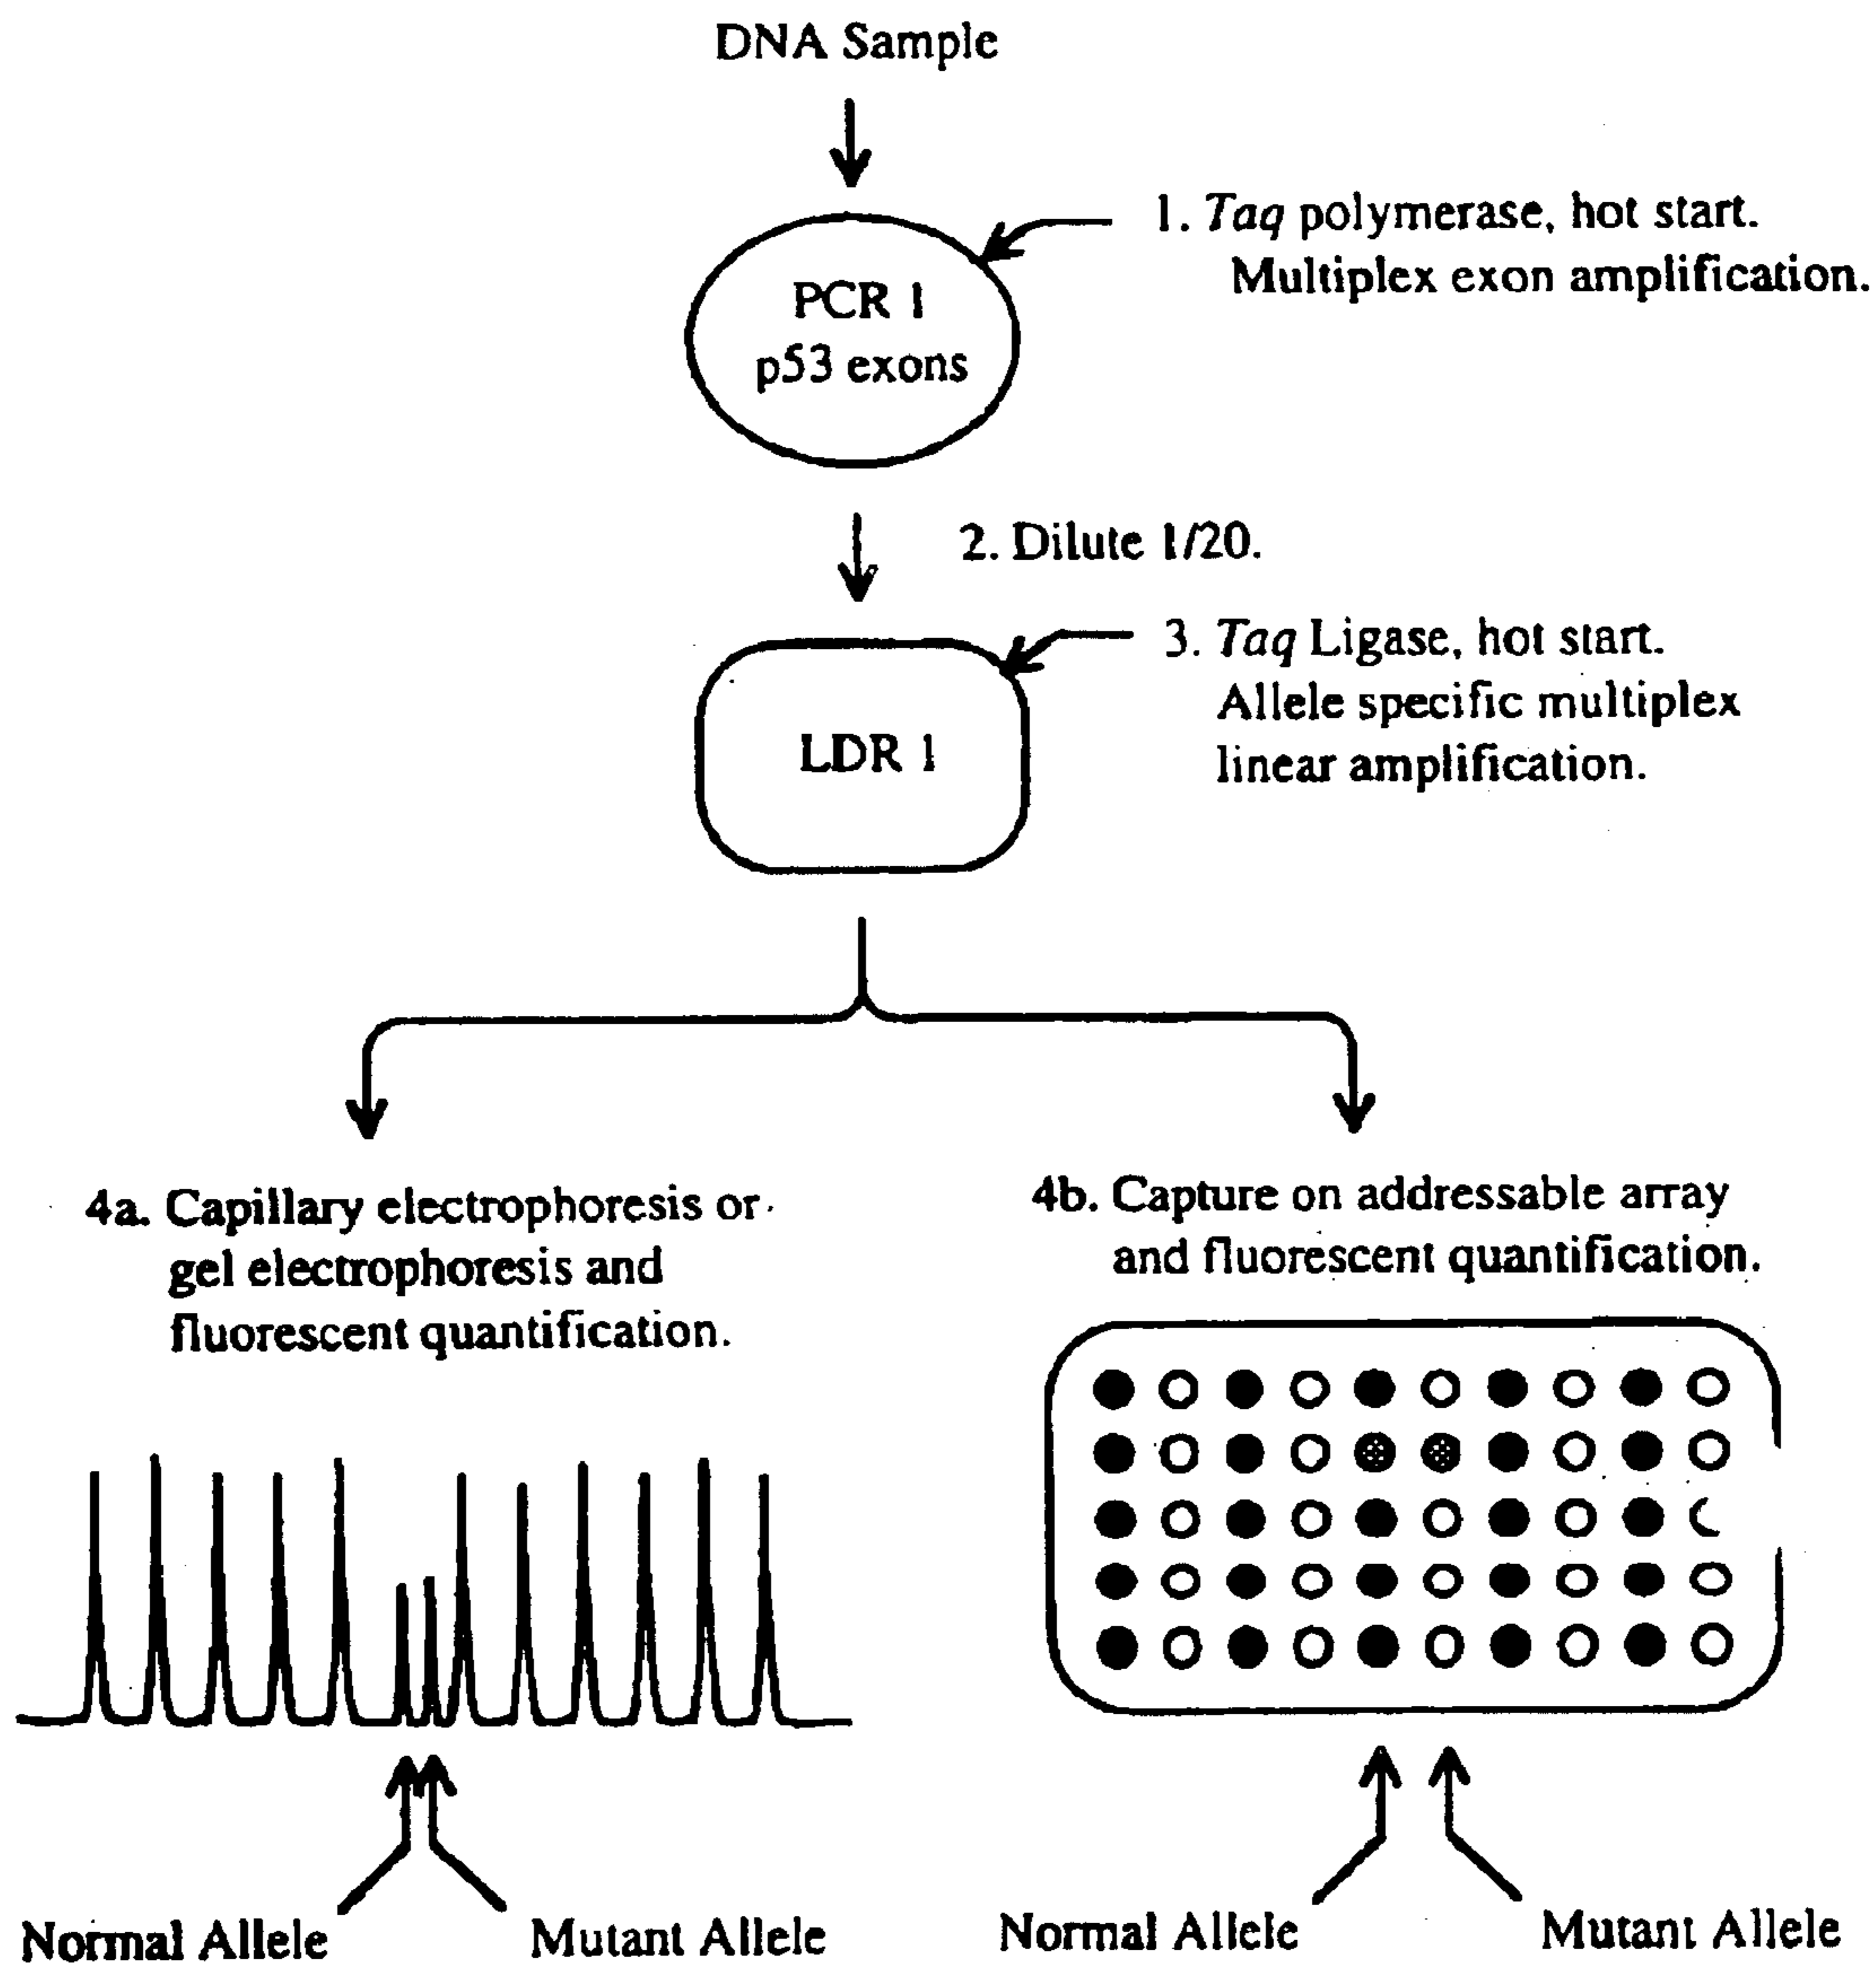 DNA Sample
1. Taq polymerase, hot start.
Multiplex exon amplification.
PCR 1
p53 exons
2. Dilute 1/20.
3. Taq Ligase, hot start.
Allele specific multiplex
linear amplification.
LDR 1
4a. Capillary electrophoresis or
gel electrophoresis and
fluorescent quantification.
4b. Capture on addressable array
and fluorescent quantification.
Normal Allele
Mutant Allele
Normal Allele
Mutant Allele